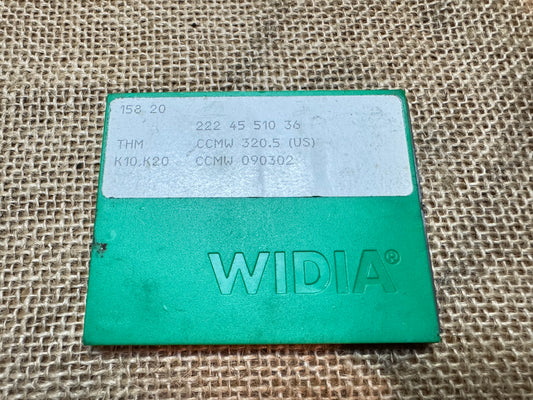 158 20
222 45 510 36
THM CCMW 320.5 (US)
K10,K20 CCMW 090302
WIDIA®